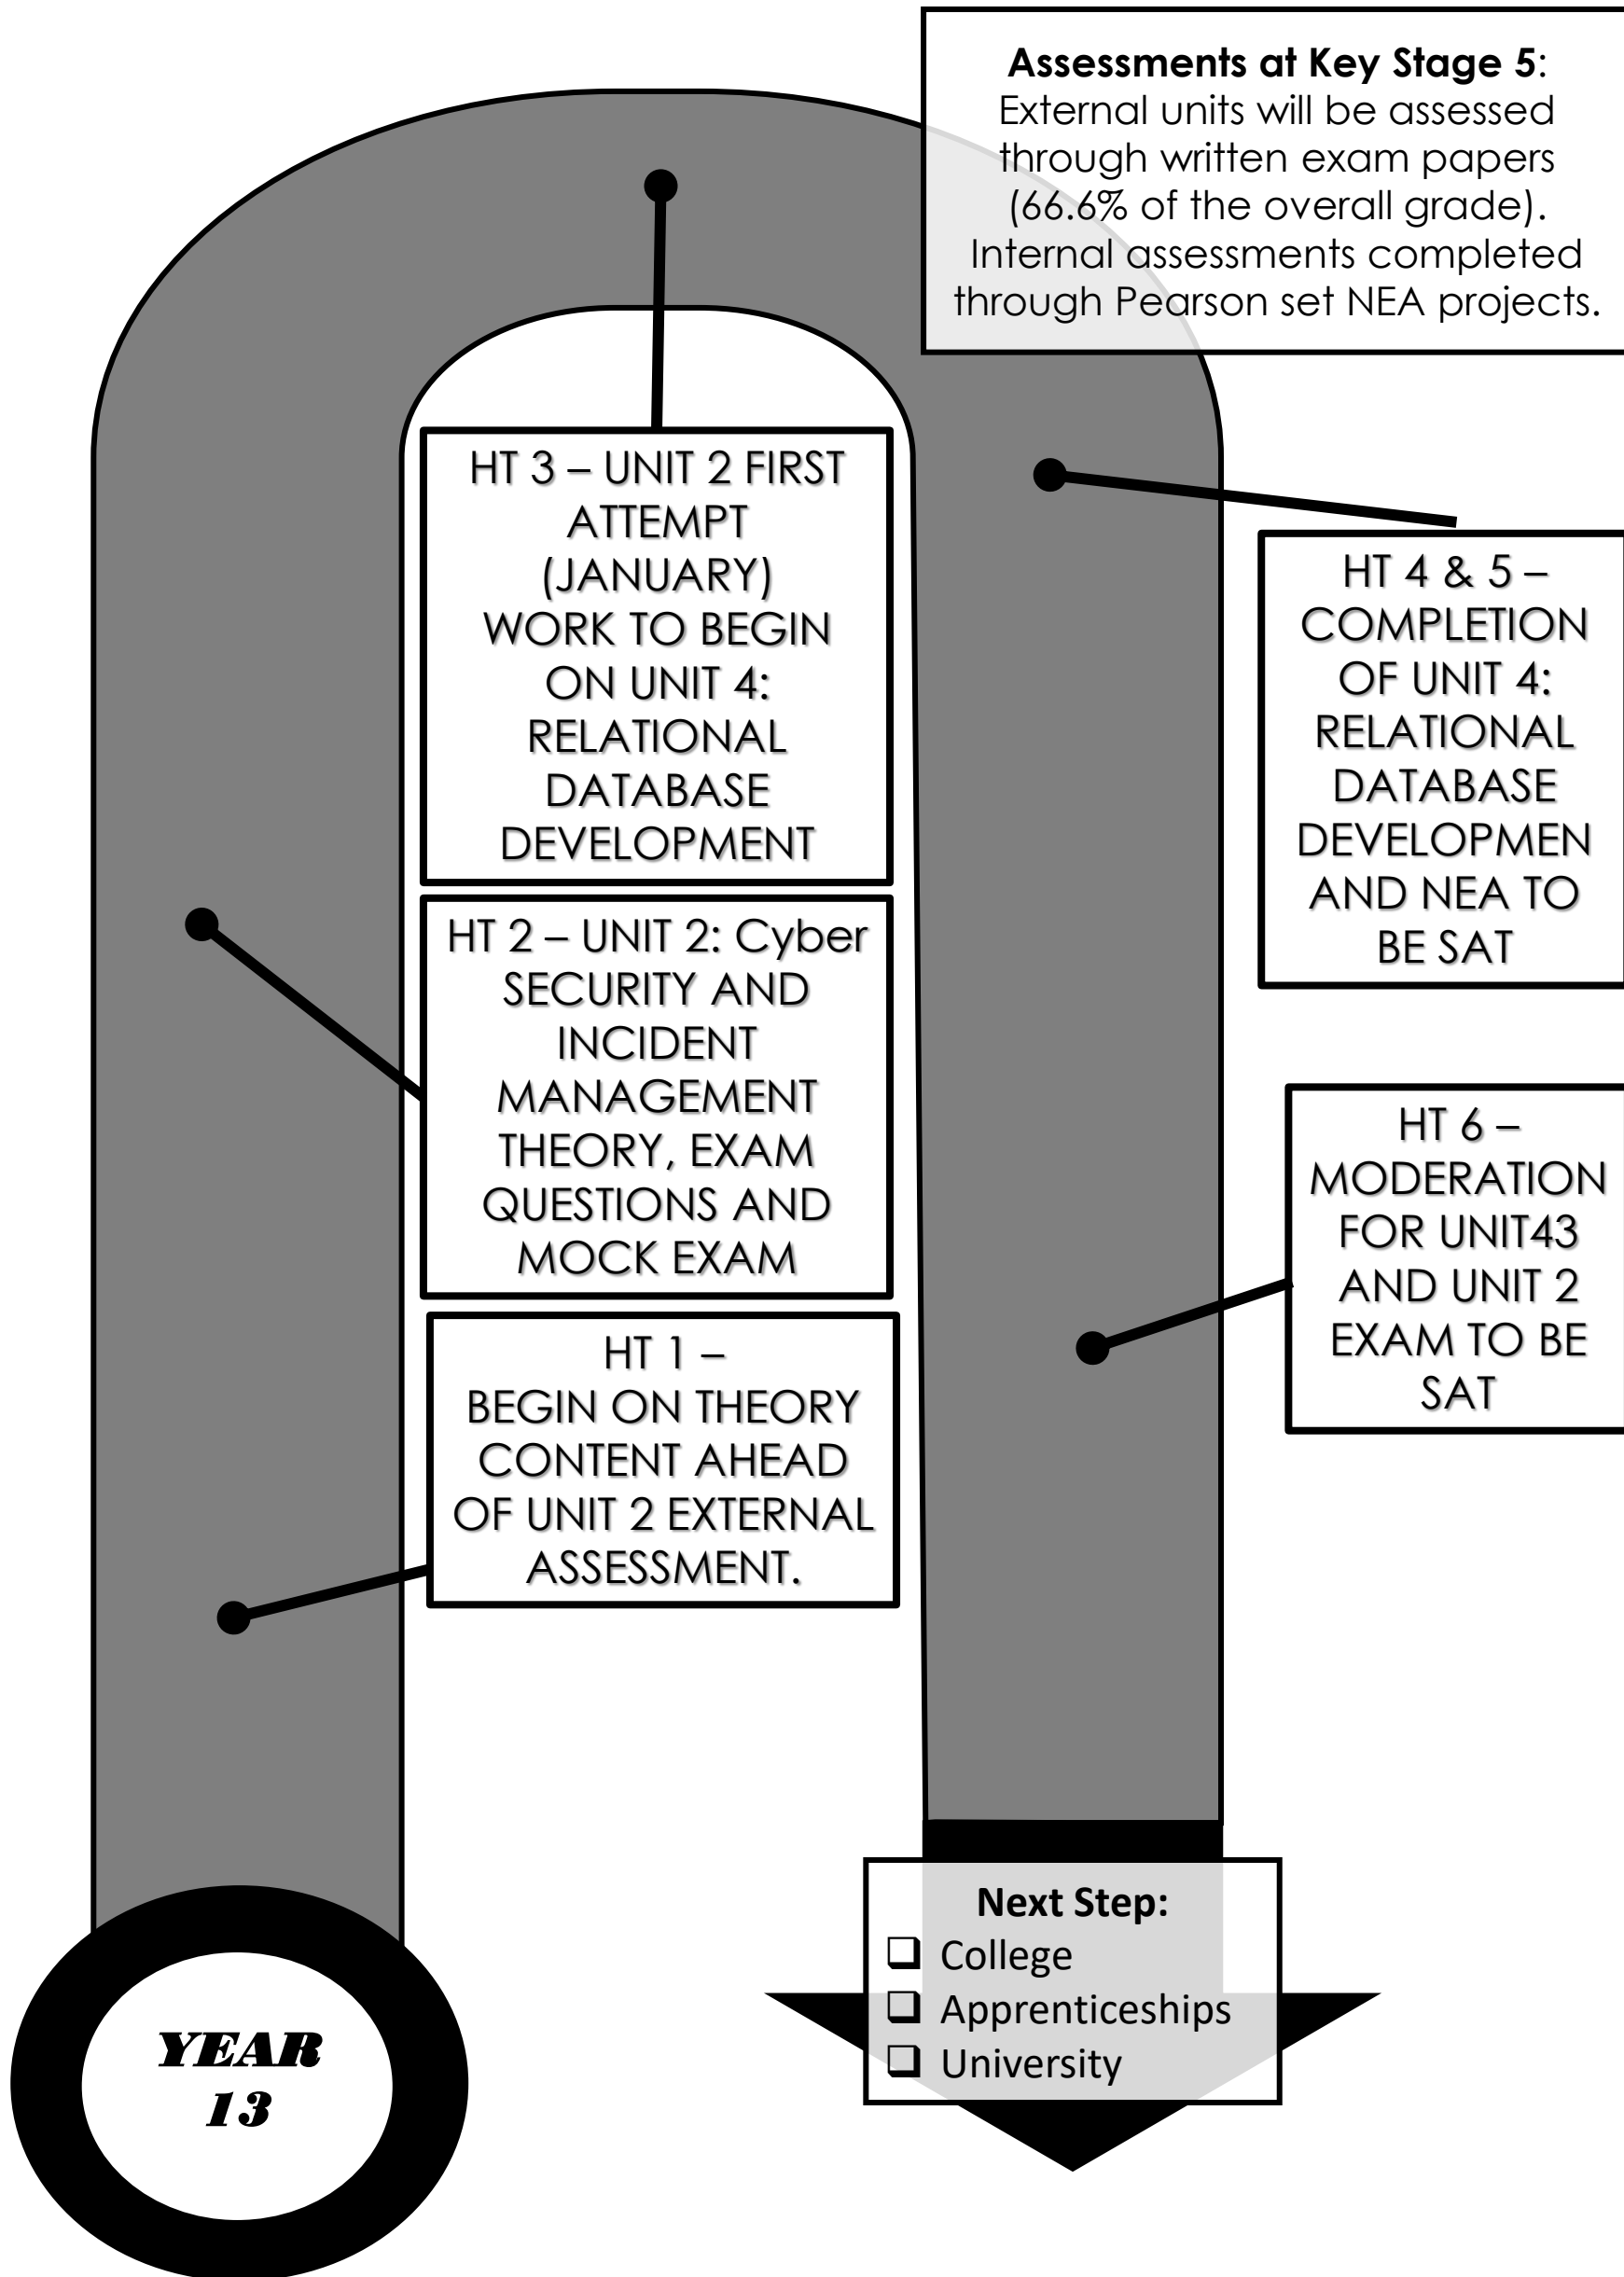 Assessments at Key Stage 5:
External units will be assessed
through written exam papers
(66.6% of the overall grade).
Internal assessments completed
through Pearson set NEA projects.
HT 3 – UNIT 2 FIRST
ATTEMPT
(JANUARY)
WORK TO BEGIN
ON UNIT 4:
RELATIONAL
DATABASE
DEVELOPMENT
HT 4 & 5 –
COMPLETION
OF UNIT 4:
RELATIONAL
DATABASE
DEVELOPMEN
AND NEA TO
BE SAT
HT 2 – UNIT 2: Cyber
SECURITY AND
INCIDENT
MANAGEMENT
THEORY, EXAM
QUESTIONS AND
MOCK EXAM
HT 6 –
MODERATION
FOR UNIT43
AND UNIT 2
EXAM TO BE
SAT
HT 1 –
BEGIN ON THEORY
CONTENT AHEAD
OF UNIT 2 EXTERNAL
ASSESSMENT.
Next Step:
College
Apprenticeships
University
YEAR
13